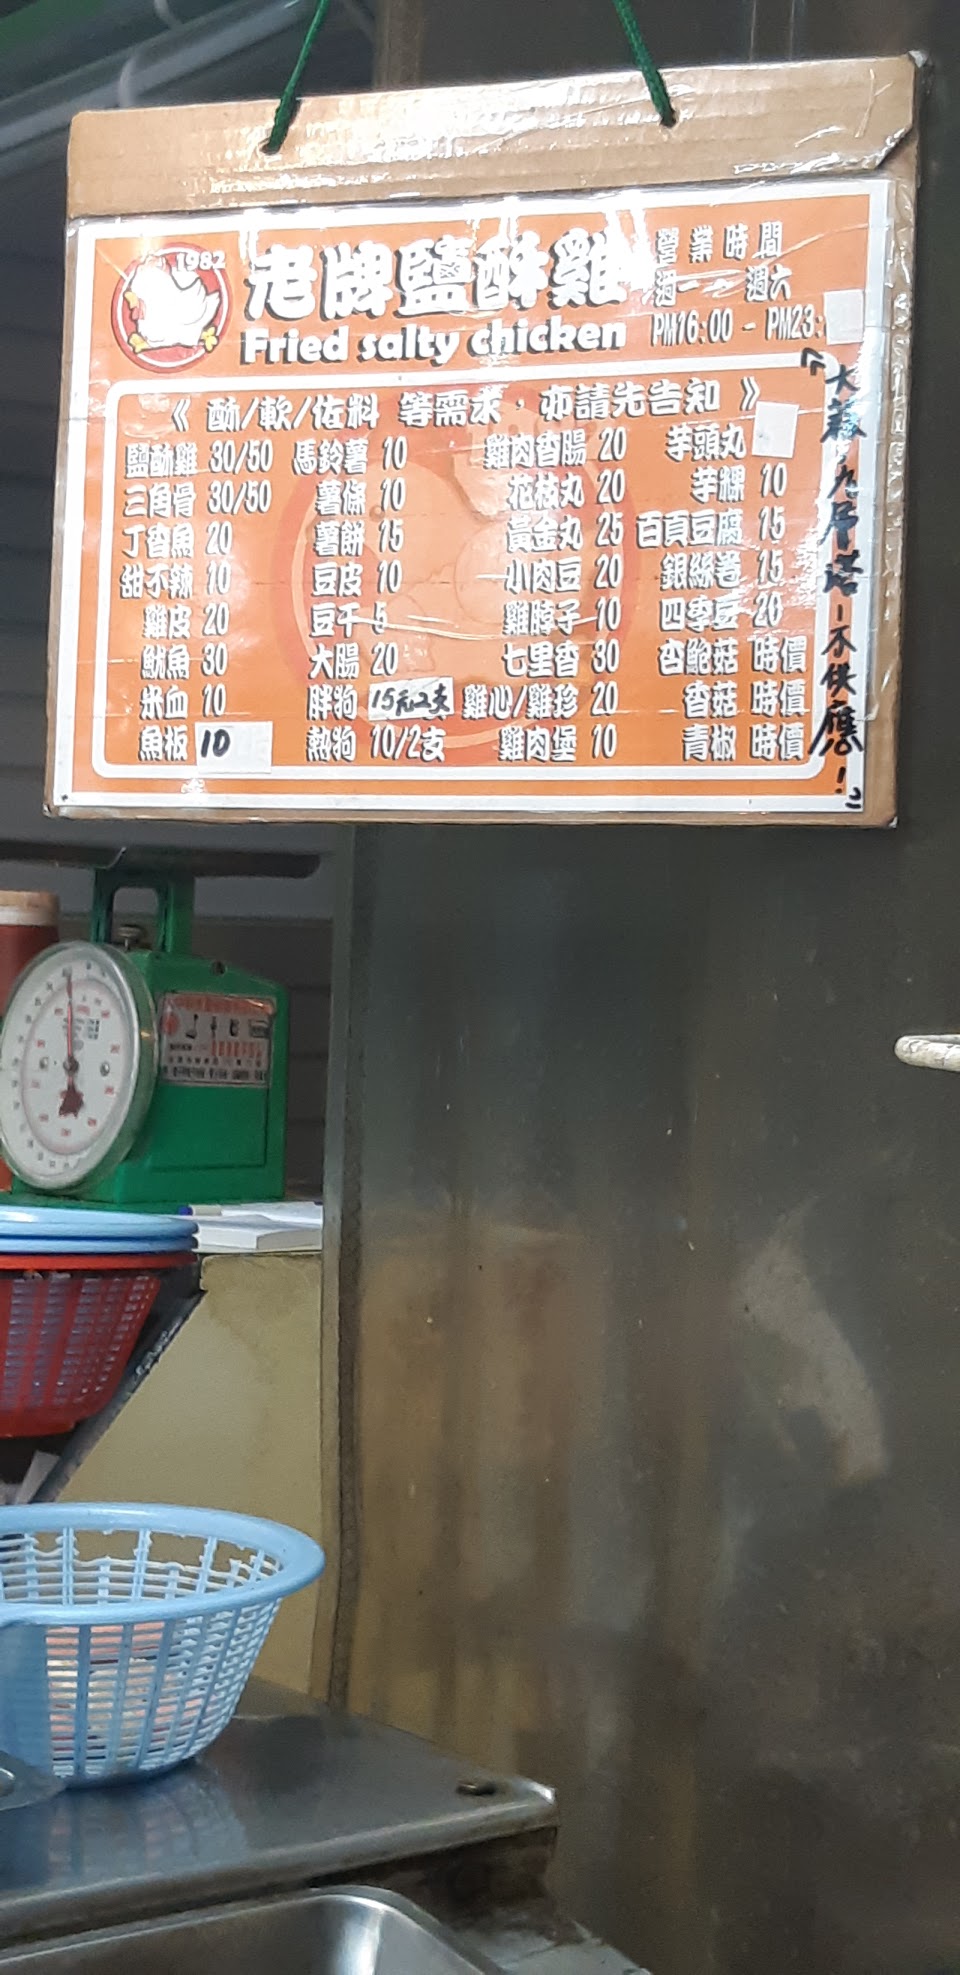 1982
老牌鹽酥雞
Fried salty chicken
營業時間
週一 - 週六
PM16:00 - PM23:
《 酥/軟/佐料 等需求,亦請先告知 》
鹽酥雞 30/50 馬鈴薯 10 雞肉香腸 20 芋頭丸
三角骨 30/50 薯條 10 花枝丸 20 芋粿 10
丁香魚 20 薯餅 15 黃金丸 25 百頁豆腐 15
甜不辣 10 豆皮 10 小肉豆 20 銀絲卷 15
雞皮 20 豆干 5 雞脖子 10 四季豆 20
魷魚 30 大腸 20 七里香 30 杏鮑菇 時價
米血 10 胖狗 15元2支 雞心/雞珍 20 香菇 時價
魚板 10 熱狗 10/2支 雞肉堡 10 青椒 時價
「大蒜、九層塔-不供應!」